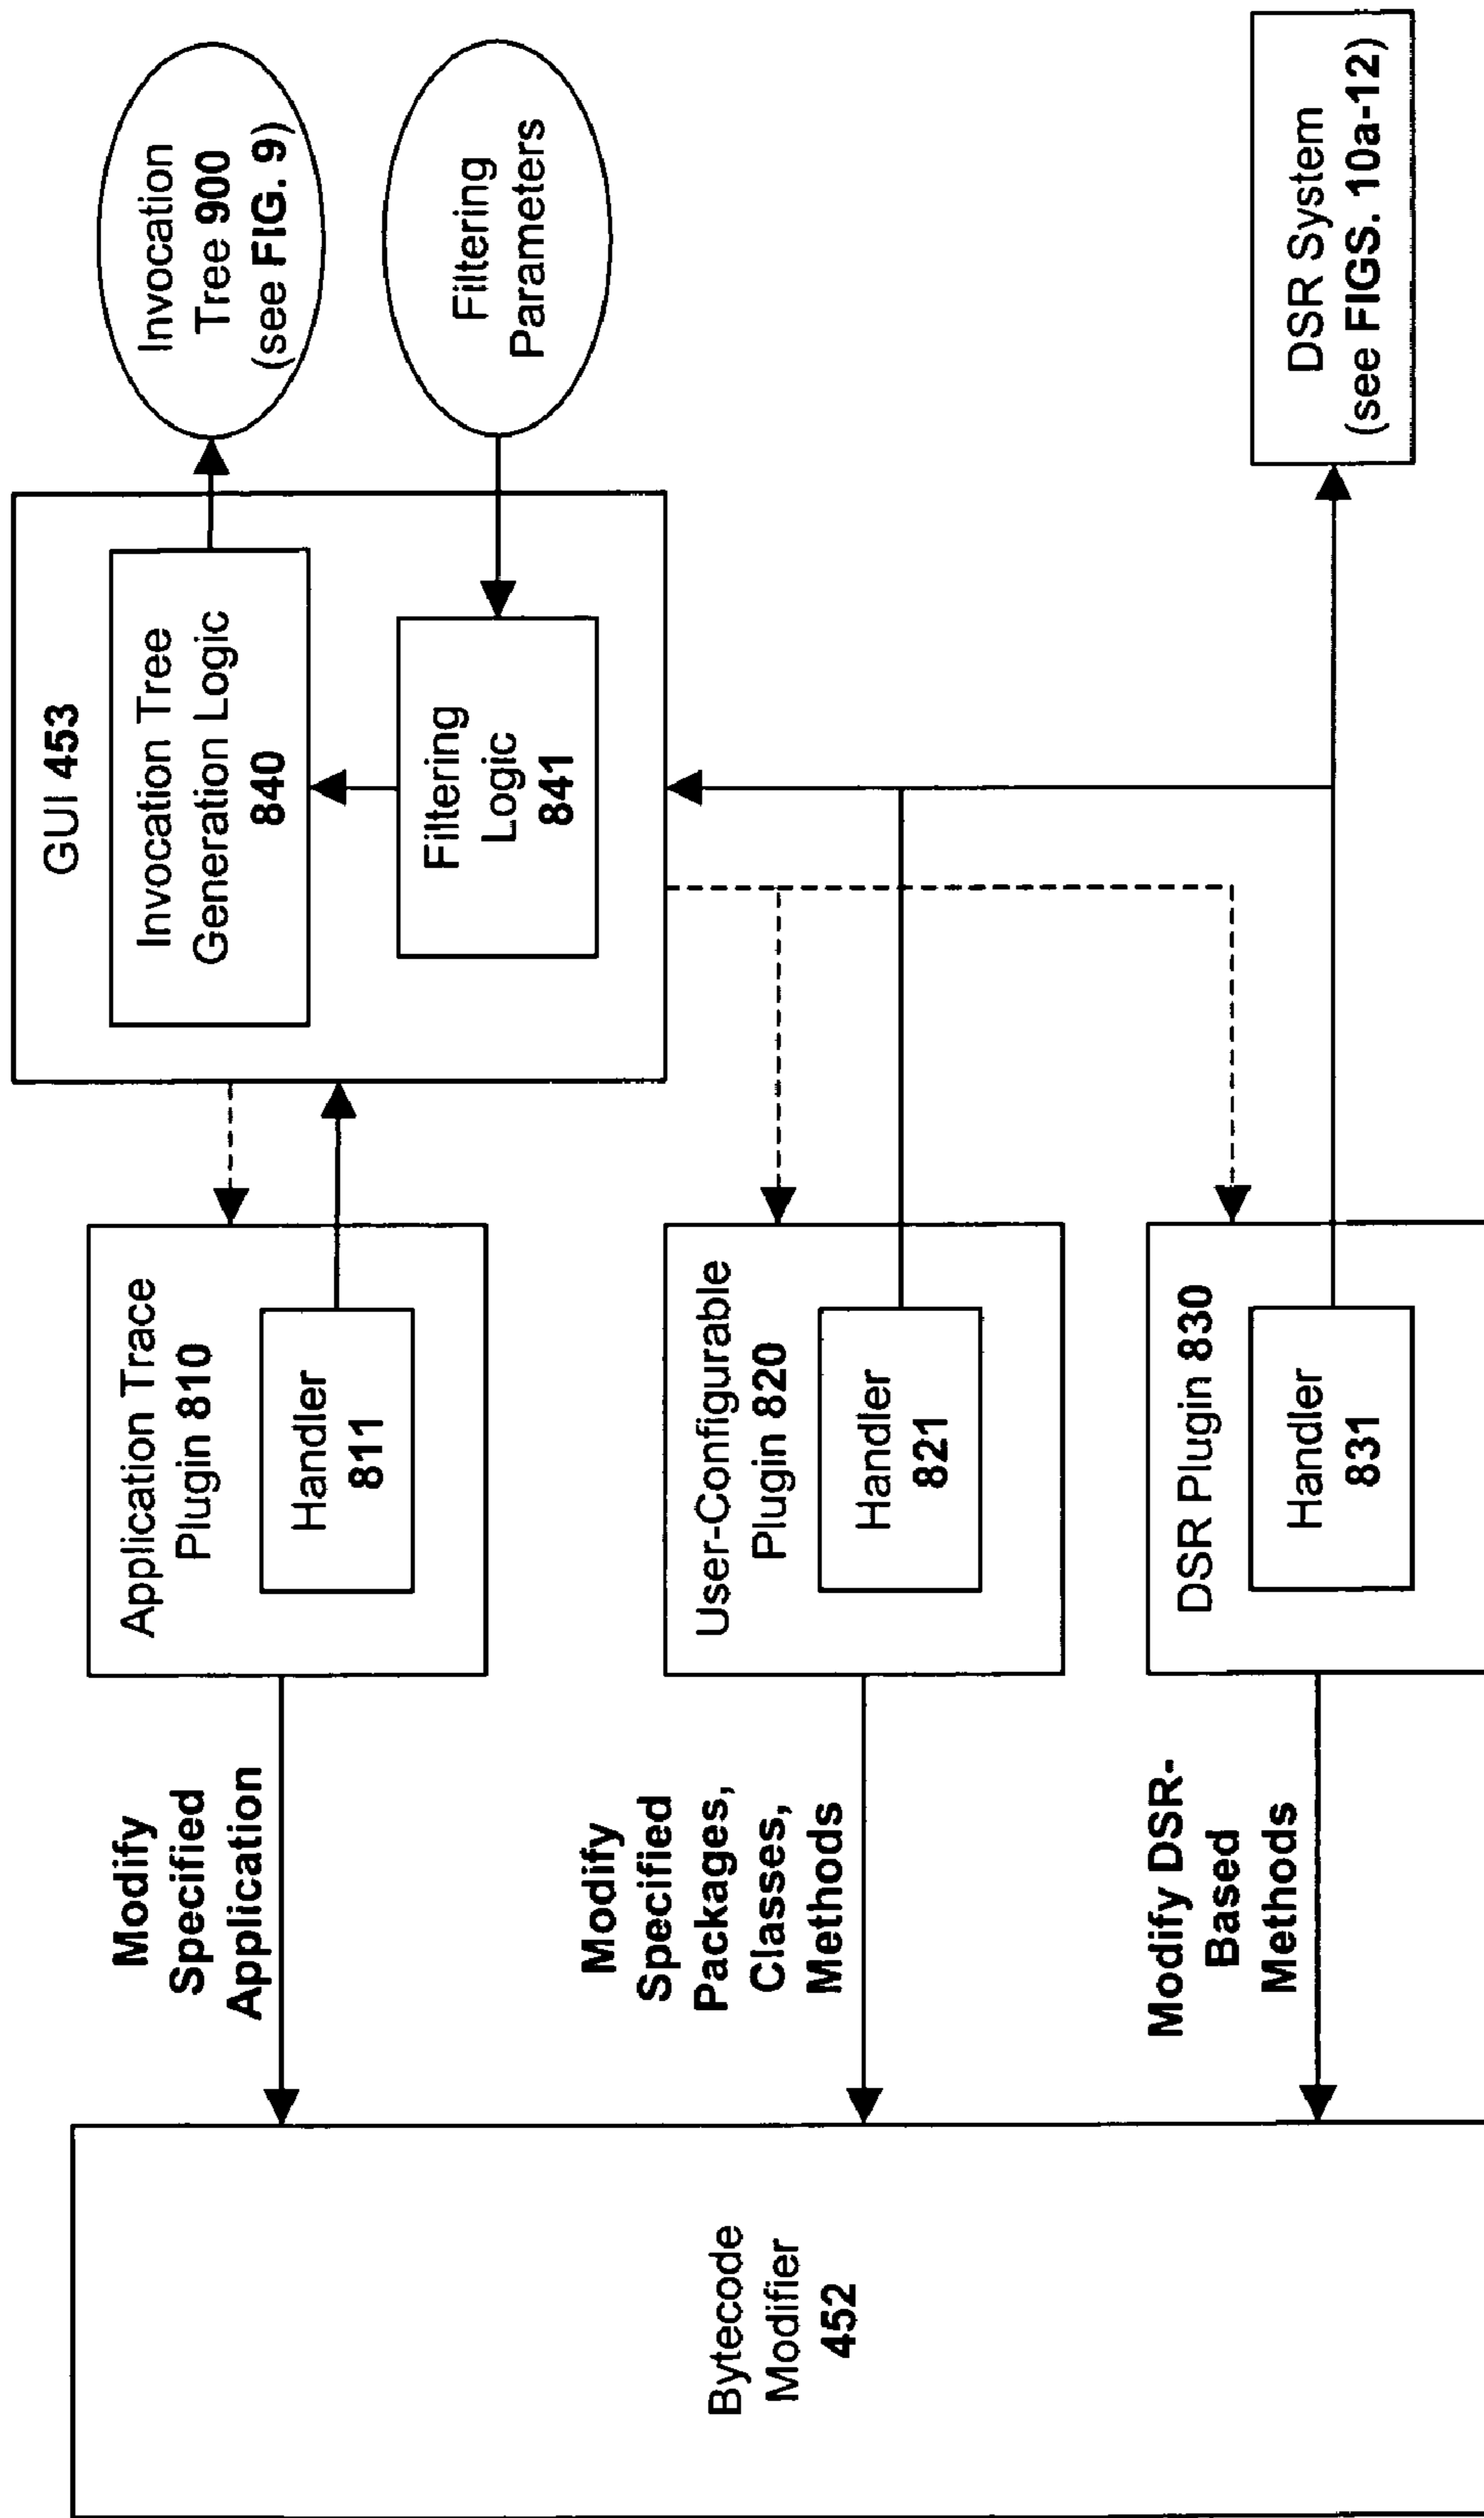 Bytecode
Modifier
452
Modify
Specified
Application
Modify
Specified
Packages,
Classes,
Methods
Modify DSR-
Based
Methods
Application Trace
Plugin 810
Handler
811
User-Configurable
Plugin 820
Handler
821
DSR Plugin 830
Handler
831
GUI 453
Invocation Tree
Generation Logic
840
Filtering
Logic
841
Invocation
Tree 900
(see FIG. 9)
Filtering
Parameters
DSR System
(see FIGS. 10a-12)